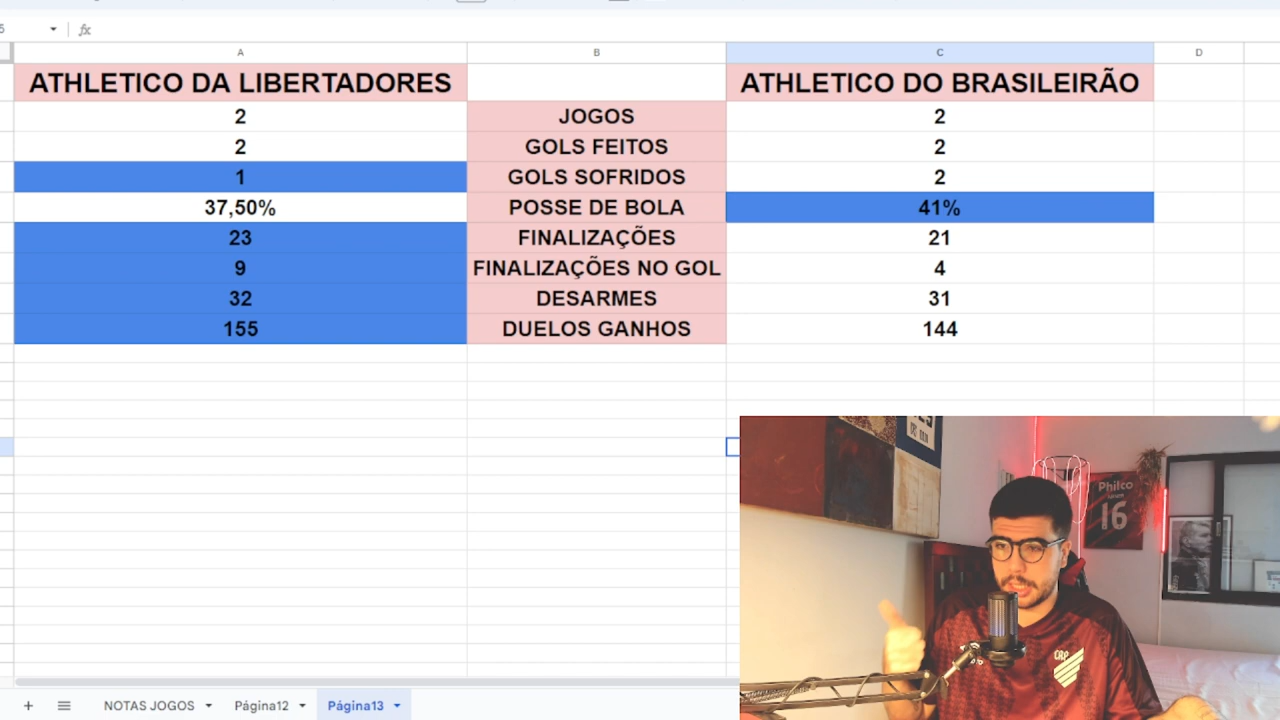 fx
A B C D
ATHLETICO DA LIBERTADORES ATHLETICO DO BRASILEIRÃO
2 JOGOS 2
2 GOLS FEITOS 2
1 GOLS SOFRIDOS 2
37,50% POSSE DE BOLA 41%
23 FINALIZAÇÕES 21
9 FINALIZAÇÕES NO GOL 4
32 DESARMES 31
155 DUELOS GANHOS 144
Philco
16
CAP
+ NOTAS JOGOS Página12 Página13